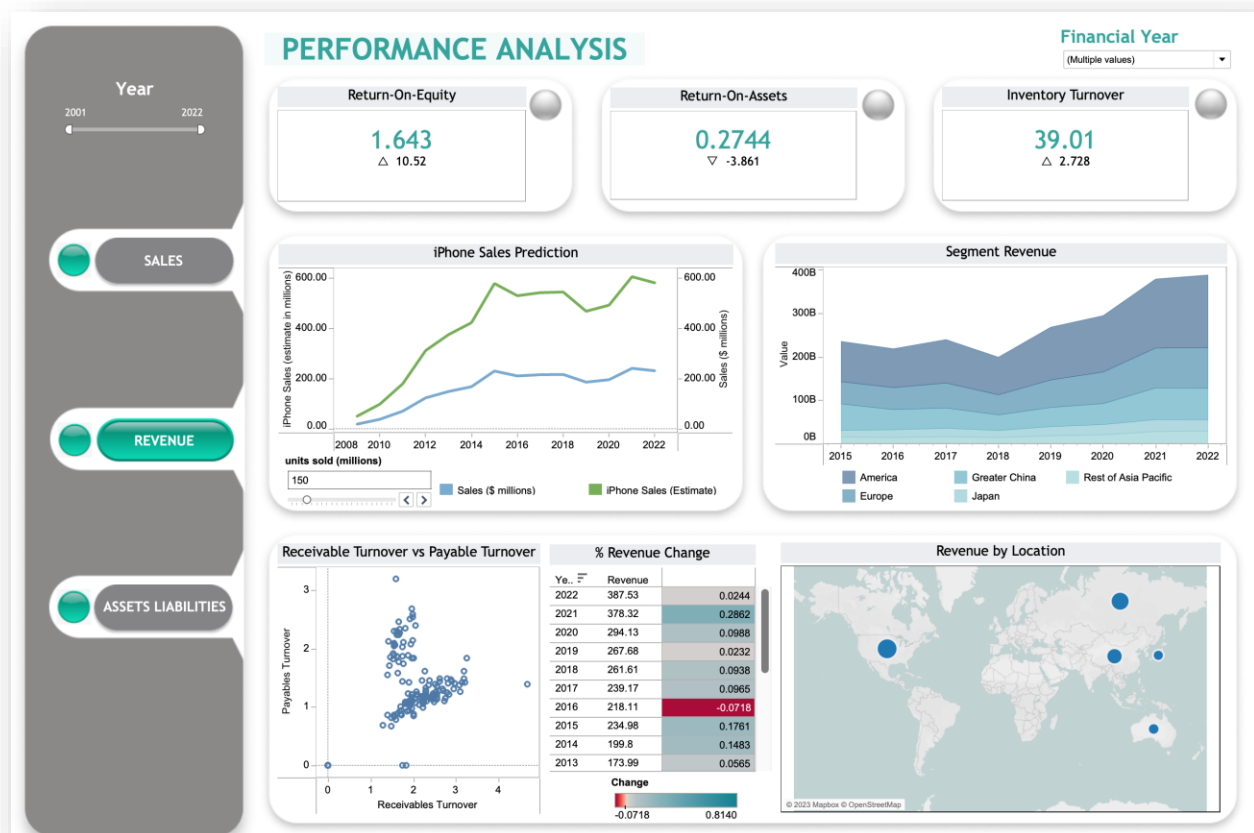 PERFORMANCE ANALYSIS
Financial Year
(Multiple values)
Year
2001 2022
SALES
REVENUE
ASSETS LIABILITIES
Return-On-Equity
1.643
△ 10.52
Return-On-Assets
0.2744
▽ -3.861
Inventory Turnover
39.01
△ 2.728
iPhone Sales Prediction
iPhone Sales (estimate in millions)
600.00
400.00
200.00
0.00
2008 2010 2012 2014 2016 2018 2020 2022
600.00
400.00
200.00
0.00
Sales ($ millions)
units sold (millions)
150
Sales ($ millions)
iPhone Sales (Estimate)
Segment Revenue
Value
400B
300B
200B
100B
0B
2015 2016 2017 2018 2019 2020 2021 2022
America
Greater China
Rest of Asia Pacific
Europe
Japan
Receivable Turnover vs Payable Turnover
Payables Turnover
3
2
1
0
0 1 2 3 4
Receivables Turnover
% Revenue Change
Ye.. Revenue
2022 387.53 0.0244
2021 378.32 0.2862
2020 294.13 0.0988
2019 267.68 0.0232
2018 261.61 0.0938
2017 239.17 0.0965
2016 218.11 -0.0718
2015 234.98 0.1761
2014 199.8 0.1483
2013 173.99 0.0565
Change
-0.0718 0.8140
Revenue by Location
© 2023 Mapbox © OpenStreetMap